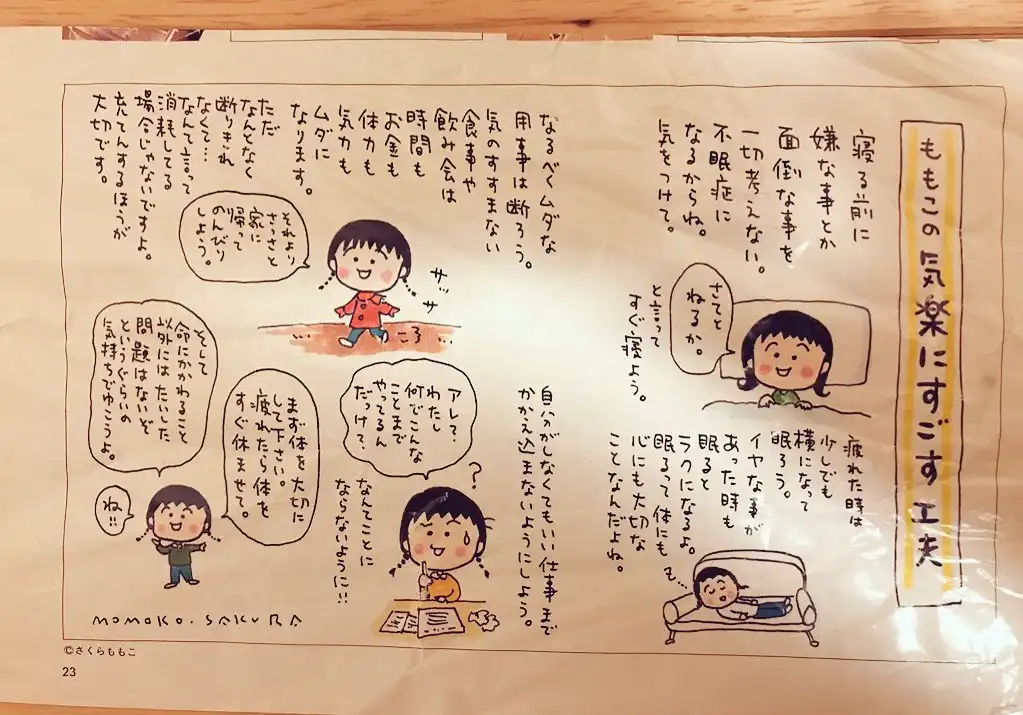 ももこの気楽にすごす工夫
寝る前に
嫌な事とか
面倒な事を
一切考えない。
不眠症に
なるからね。
気をつけて。
さてと
ねるか。
と言って
すぐ寝よう。
疲れた時は
少しでも
横になって
眠ろう。
イヤな事が
あった時も
眠ると
ラクになるよ。
眠るって体にも
心にも大切な
ことなんだよね。
なるべくムダな
用事は断ろう。
気のすすまない
食事や
飲み会は
時間も
お金も
体力も
気力も
ムダに
なります。
ただ
なんとなく
断りきれ
なくて…
なんて言って
消耗してる
場合じゃないですよ。
充てんするほうが
大切です。
それより
さっさと
家に
帰って
のんびり
しよう。
サッサ
自分がしなくてもいい仕事まで
かかえ込まないようにしよう。
アレ?
わたし
何でこんな
ことまで
やってるん
だっけ?
?
なんてことに
ならないように!!
まず体を大切に
して下さい。
疲れたら体を
すぐ休ませて。
そして
命にかかわること
以外にはたいした
問題はないぞ
というぐらいの
気持ちでゆこうよ。
ね!!
MOMOKO.SAKURA
©さくらももこ
23